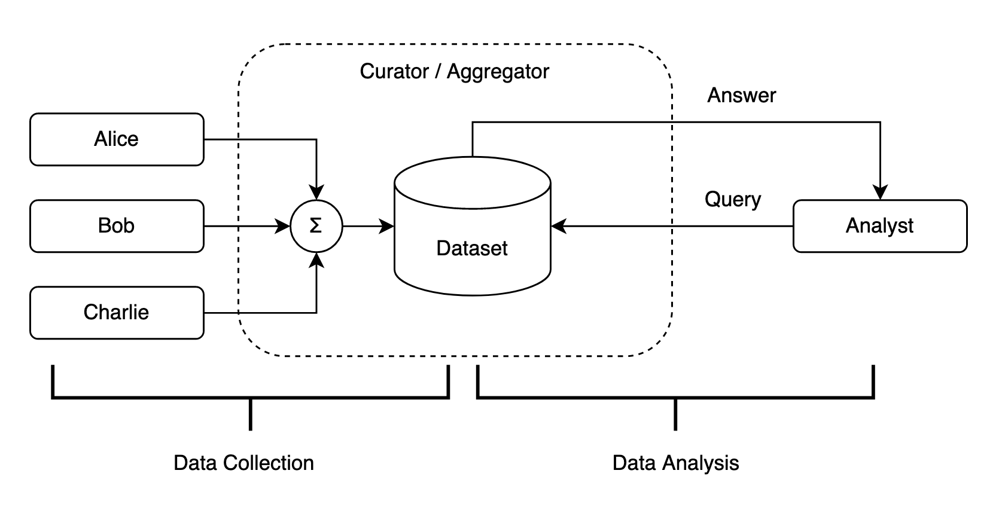 Curator / Aggregator
Answer
Alice
Query
Bob
Σ
Analyst
Dataset
Charlie
Data Collection
Data Analysis